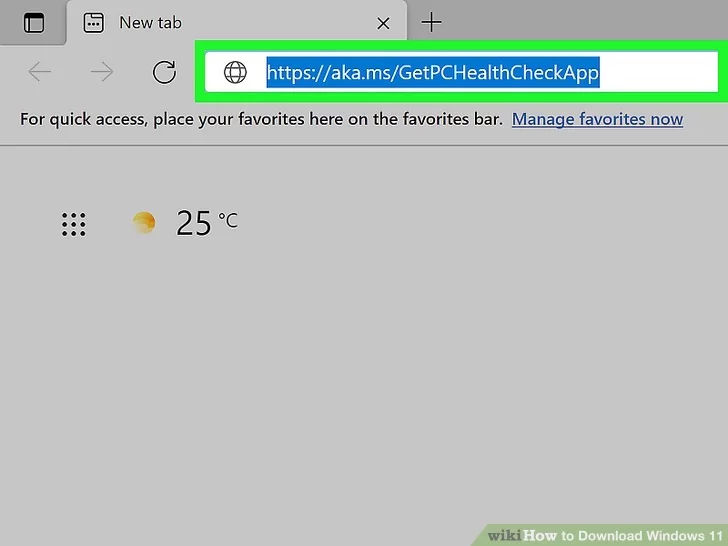 New tab
https://aka.ms/GetPCHealthCheckApp
For quick access, place your favorites here on the favorites bar. Manage favorites now
25 °C
wikiHow to Download Windows 11